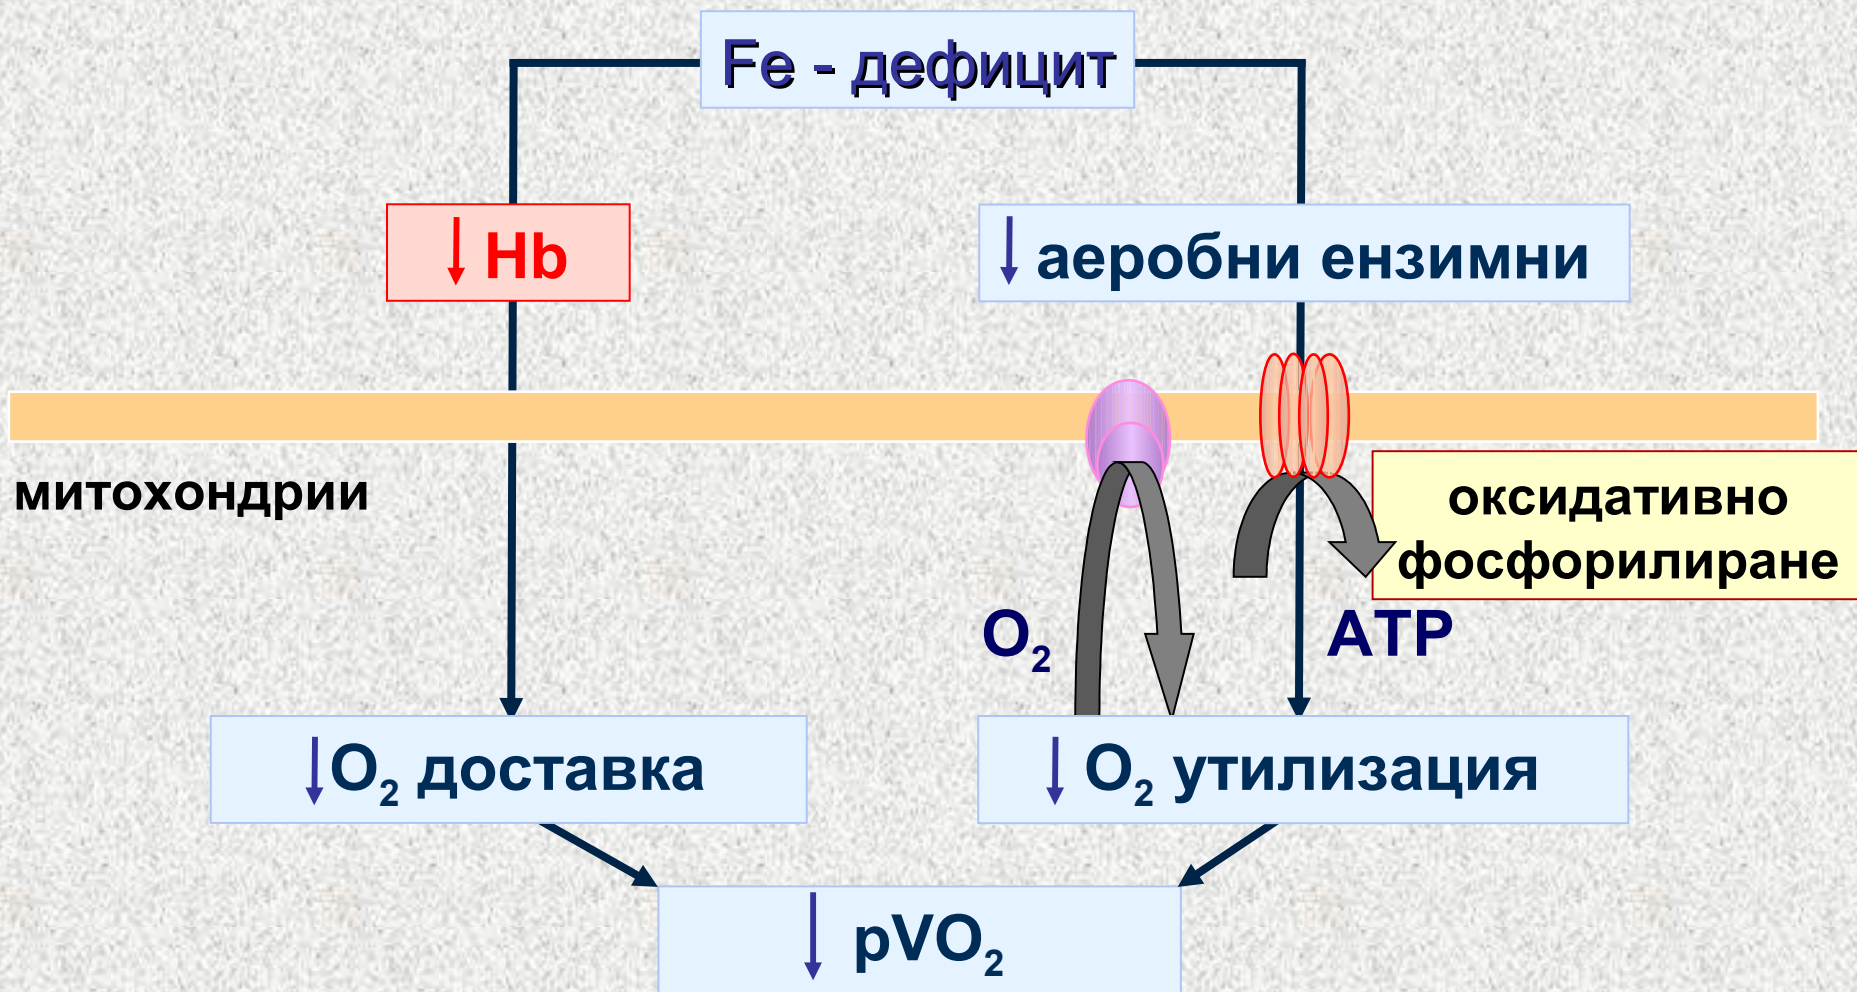 Fe - дефицит
↓ Hb
↓ аеробни ензимни
митохондрии
оксидативно
фосфорилиране
O₂
ATP
↓O₂ доставка
↓ O₂ утилизация
↓ pVO₂